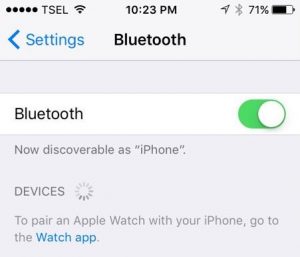 TSEL 10:23 PM 71%
Settings Bluetooth
Bluetooth
Now discoverable as “iPhone”.
DEVICES
To pair an Apple Watch with your iPhone, go to
the Watch app.